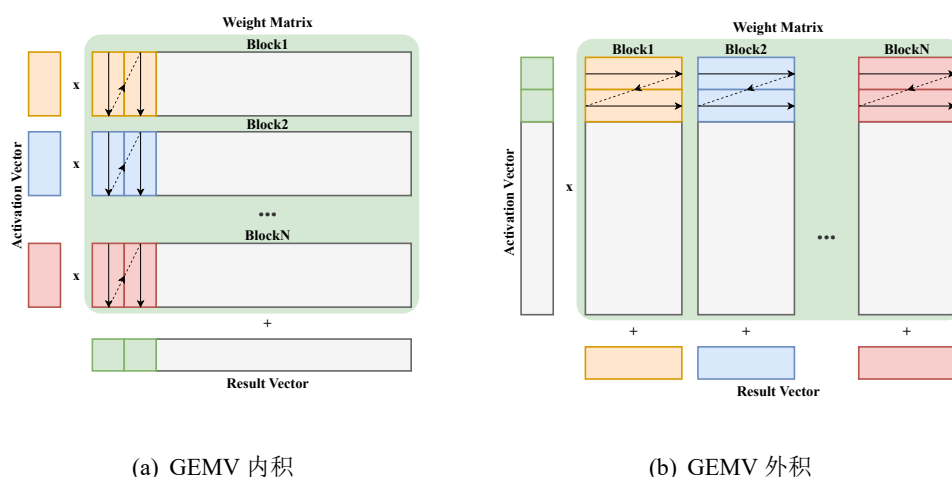 Weight Matrix
Block1
x
Block2
x
...
BlockN
x
Activation Vector
+
Result Vector
(a) GEMV 内积
Weight Matrix
Block1 Block2 BlockN
Activation Vector
x
...
+ + +
Result Vector
(b) GEMV 外积